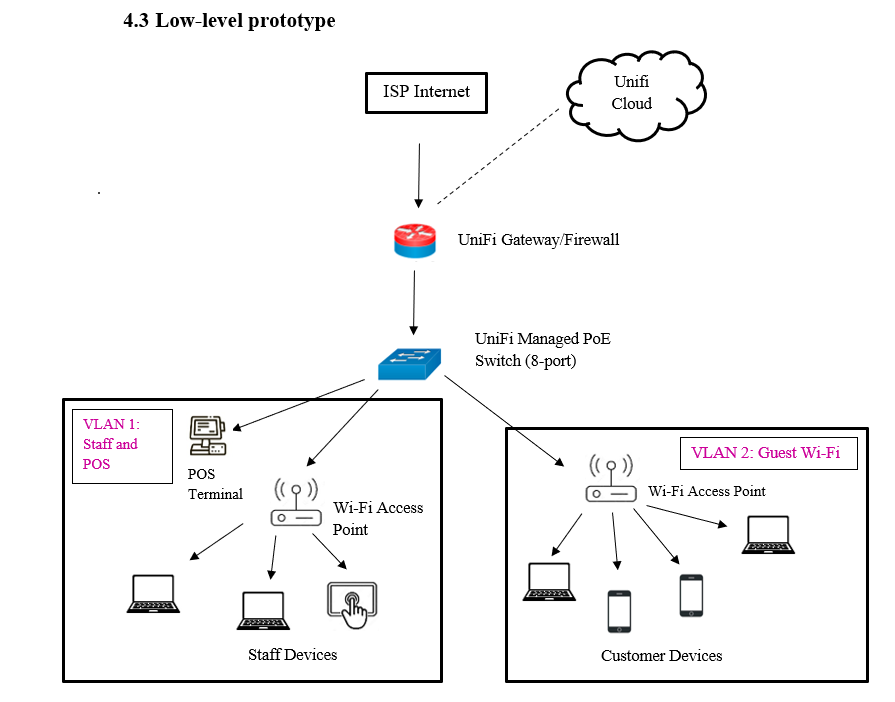 4.3 Low-level prototype
ISP Internet
Unifi
Cloud
UniFi Gateway/Firewall
UniFi Managed PoE
Switch (8-port)
VLAN 1:
Staff and
POS
POS
Terminal
Wi-Fi Access
Point
Staff Devices
VLAN 2: Guest Wi-Fi
Wi-Fi Access Point
Customer Devices